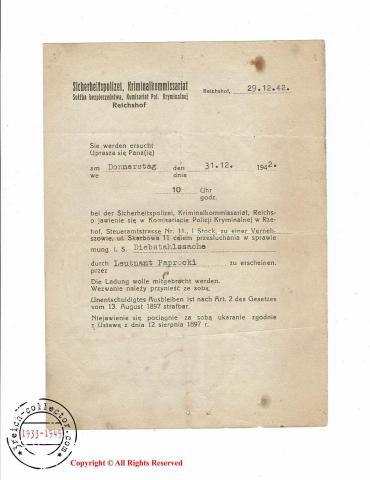 Sicherheitspolizei, Kriminalkommissariat
Służba bezpieczeństwa, Komisariat Pol. Kryminalnej
Reichshof
Reichshof, 29.12.42.
Sie werden ersucht
Uprasza się Pana(ią)
am Donnerstag den 31.12. 1942.
we dnia
10 Uhr
godz.
bei der Sicherheitspolizei, Kriminalkommissariat, Reichs-
o jawienie się w Komisariacie Policji Kryminalnej w Rze-
hof, Steueramtstrasse Nr. 11., I Stock, zu einer Verneh-
szowie, ul. Skarbowa 11 celem przesłuchania w sprawie
mung i. S. Diebstahlssache
durch Leutnant Paprocki zu erscheinen.
przez
Die Ladung wolle mitgebracht werden.
Wezwanie należy przynieść ze sobą.
Unentschuldigtes Ausbleiben ist nach Art. 2 des Gesetzes
vom 13. August 1897 strafbar.
Niejawienie się pociągnie za sobą ukaranie zgodnie
z Ustawą z dnia 12 sierpnia 1897 r.
3reich-collector.com
1933-1945
Copyright © All Rights Reserved